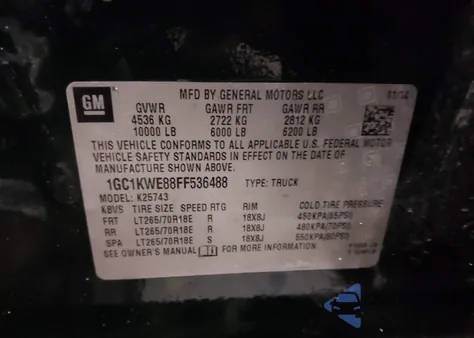 GM
MFD BY GENERAL MOTORS LLC
GVWR GAWR FRT GAWR RR
4536 KG 2722 KG 2812 KG
10000 LB 6000 LB 6200 LB
THIS VEHICLE CONFORMS TO ALL APPLICABLE U.S. FEDERAL MOTOR
VEHICLE SAFETY STANDARDS IN EFFECT ON THE DATE OF
MANUFACTURE SHOWN ABOVE.
1GC1KWE88FF536488 TYPE: TRUCK
MODEL: K25743
KBVS TIRE SIZE SPEED RTG RIM COLD TIRE PRESSURE
FRT LT265/70R18E R 18X8J 450KPA(65PSI)
RR LT265/70R18E R 18X8J 480KPA(70PSI)
SPA LT265/70R18E S 18X8J 550KPA(80PSI)
SEE OWNER'S MANUAL FOR MORE INFORMATION.